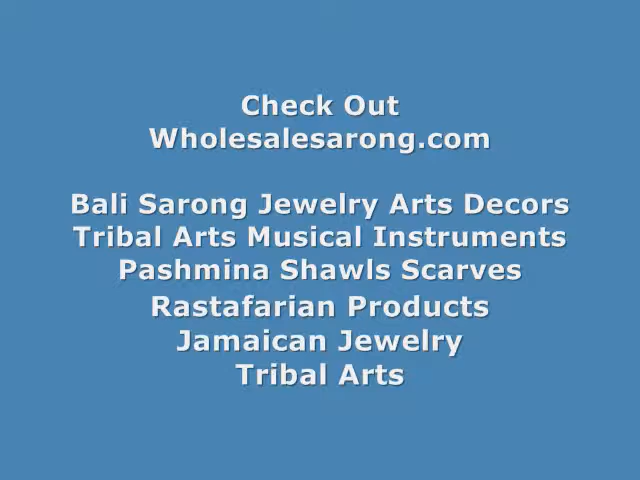 Check Out
Wholesalesarong.com
Bali Sarong Jewelry Arts Decors
Tribal Arts Musical Instruments
Pashmina Shawls Scarves
Rastafarian Products
Jamaican Jewelry
Tribal Arts